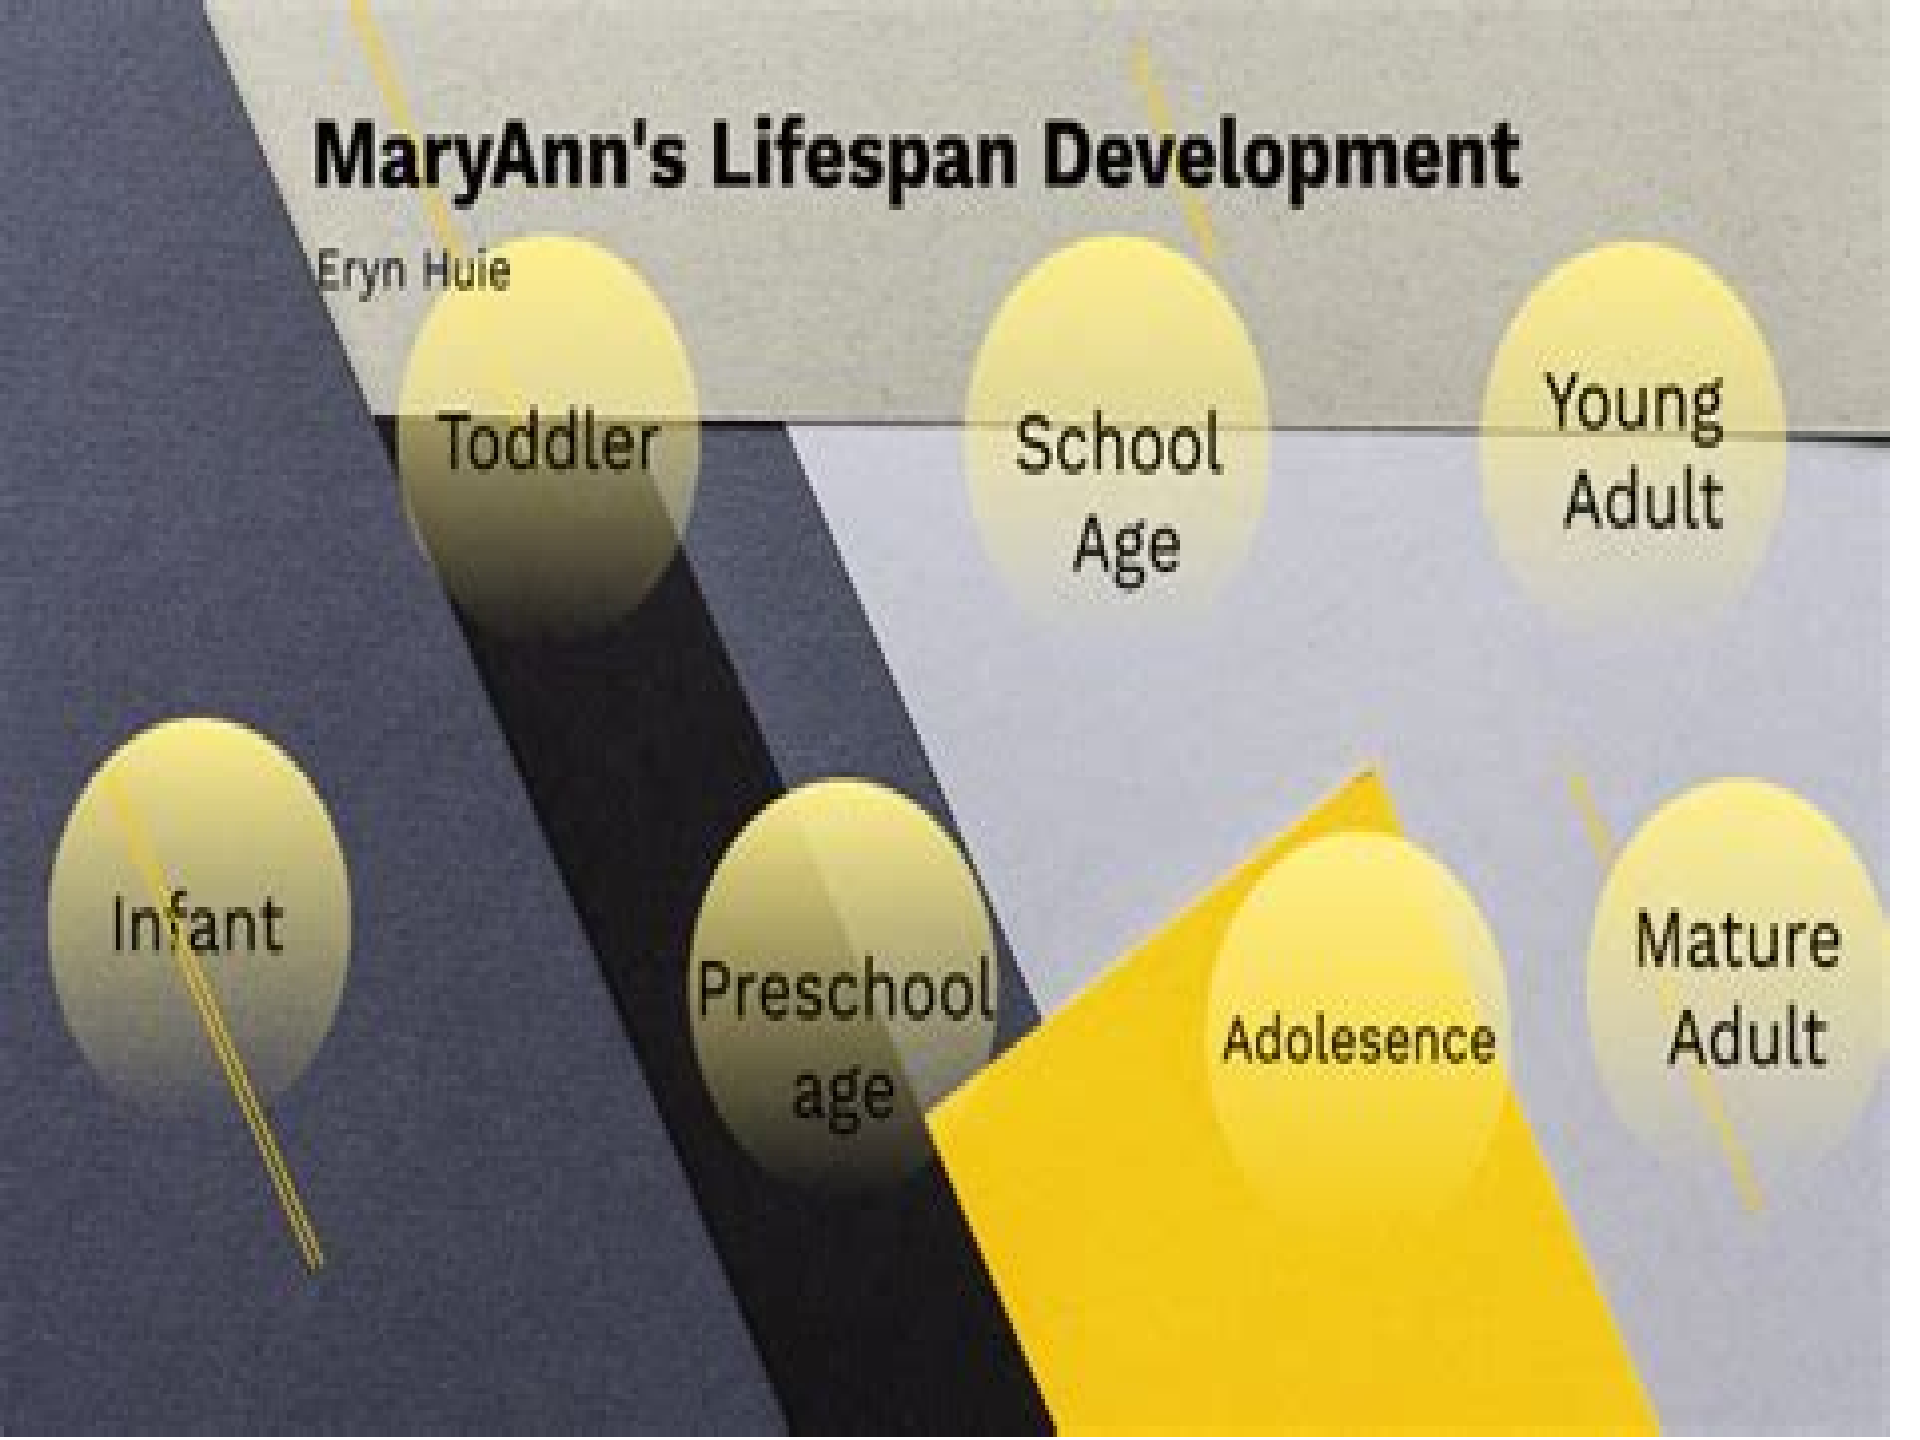 MaryAnn's Lifespan Development
Eryn Huie
Toddler
School
Age
Young
Adult
Infant
Preschool
age
Adolesence
Mature
Adult